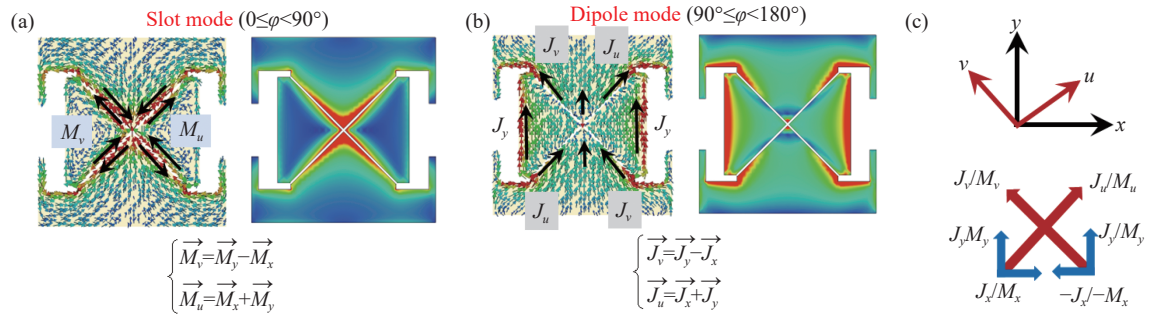 (a) Slot mode (0≤φ<90°)
M_v M_u
{M⃗_v=M⃗_y−M⃗_x
M⃗_u=M⃗_x+M⃗_y
(b) Dipole mode (90°≤φ<180°)
J_v J_u
J_y J_y
J_u J_v
{J⃗_v=J⃗_y−J⃗_x
J⃗_u=J⃗_x+J⃗_y
(c)
y
v u
x
J_v/M_v J_u/M_u
J_yM_y J_y/M_y
J_x/M_x −J_x/−M_x